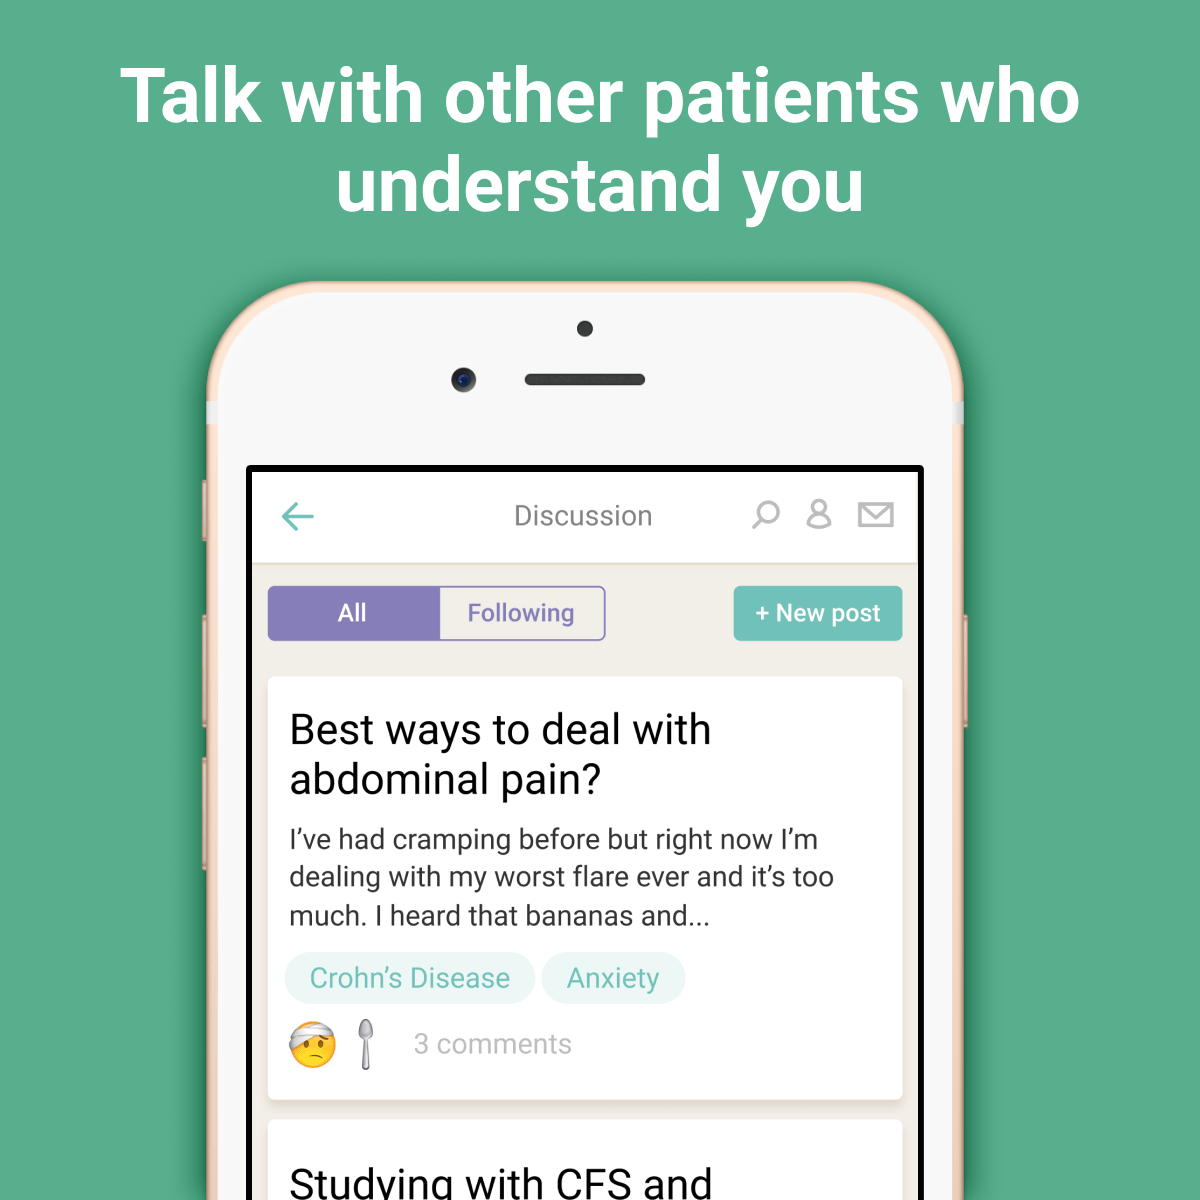 Talk with other patients who
understand you
Discussion
All
Following
+ New post
Best ways to deal with
abdominal pain?
I’ve had cramping before but right now I’m
dealing with my worst flare ever and it’s too
much. I heard that bananas and...
Crohn’s Disease
Anxiety
3 comments
Studying with CFS and